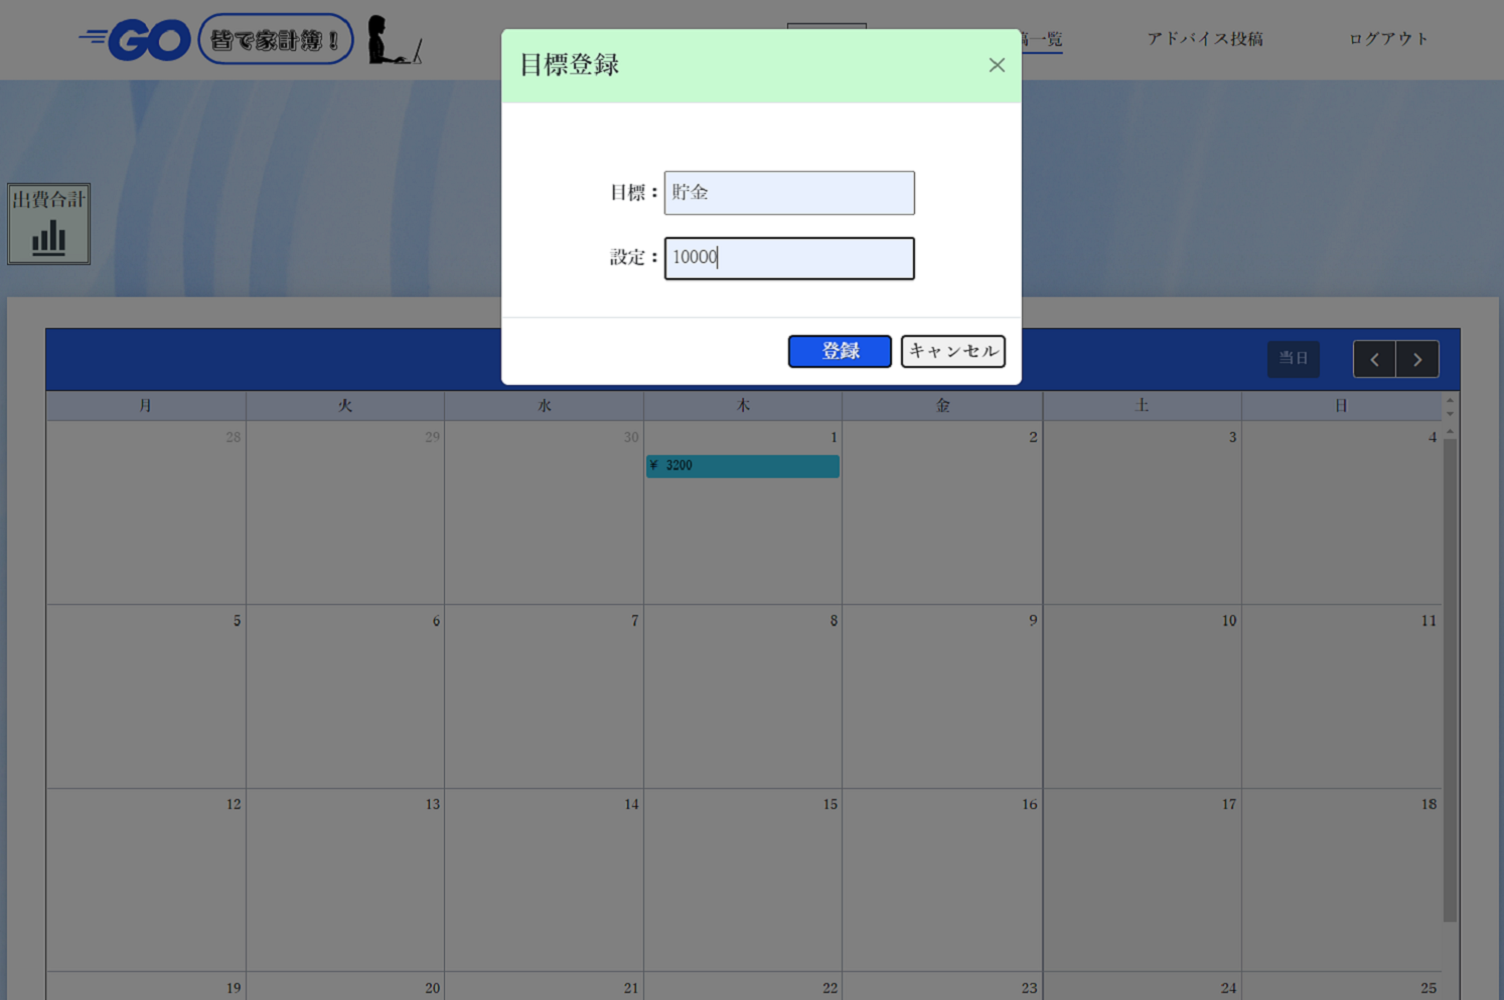 GO 皆で家計簿！
稿一覧
アドバイス投稿
ログアウト
目標登録
目標： 貯金
設定： 10000
登録 キャンセル
出費合計
当日
月 火 水 木 金 土 日
28 29 30 1 2 3 4
¥ 3200
5 6 7 8 9 10 11
12 13 14 15 16 17 18
19 20 21 22 23 24 25